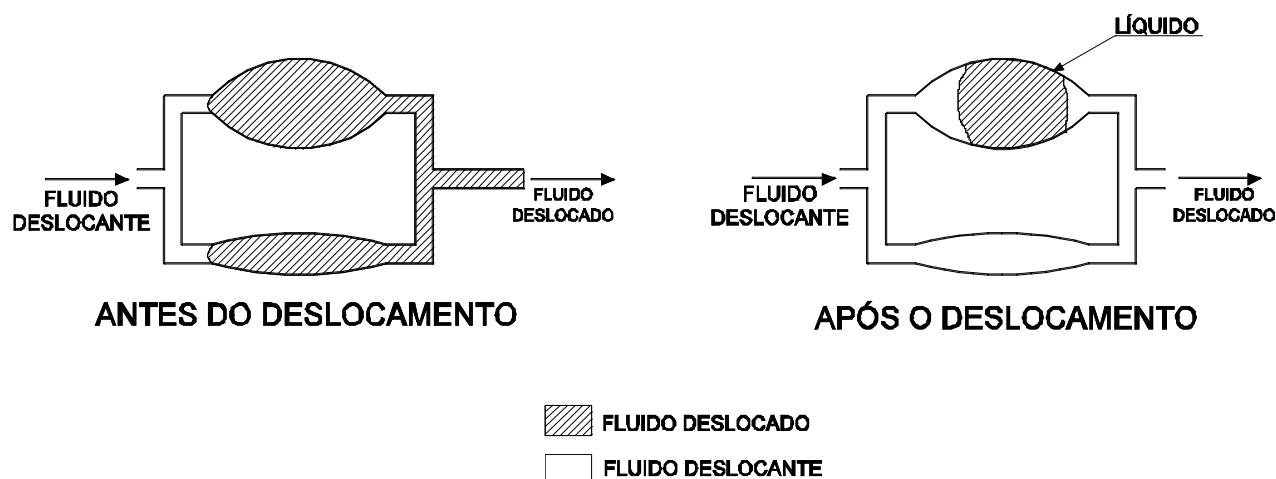 LÍQUIDO
FLUIDO
DESLOCANTE
FLUIDO
DESLOCADO
FLUIDO
DESLOCANTE
FLUIDO
DESLOCADO
ANTES DO DESLOCAMENTO
APÓS O DESLOCAMENTO
FLUIDO DESLOCADO
FLUIDO DESLOCANTE